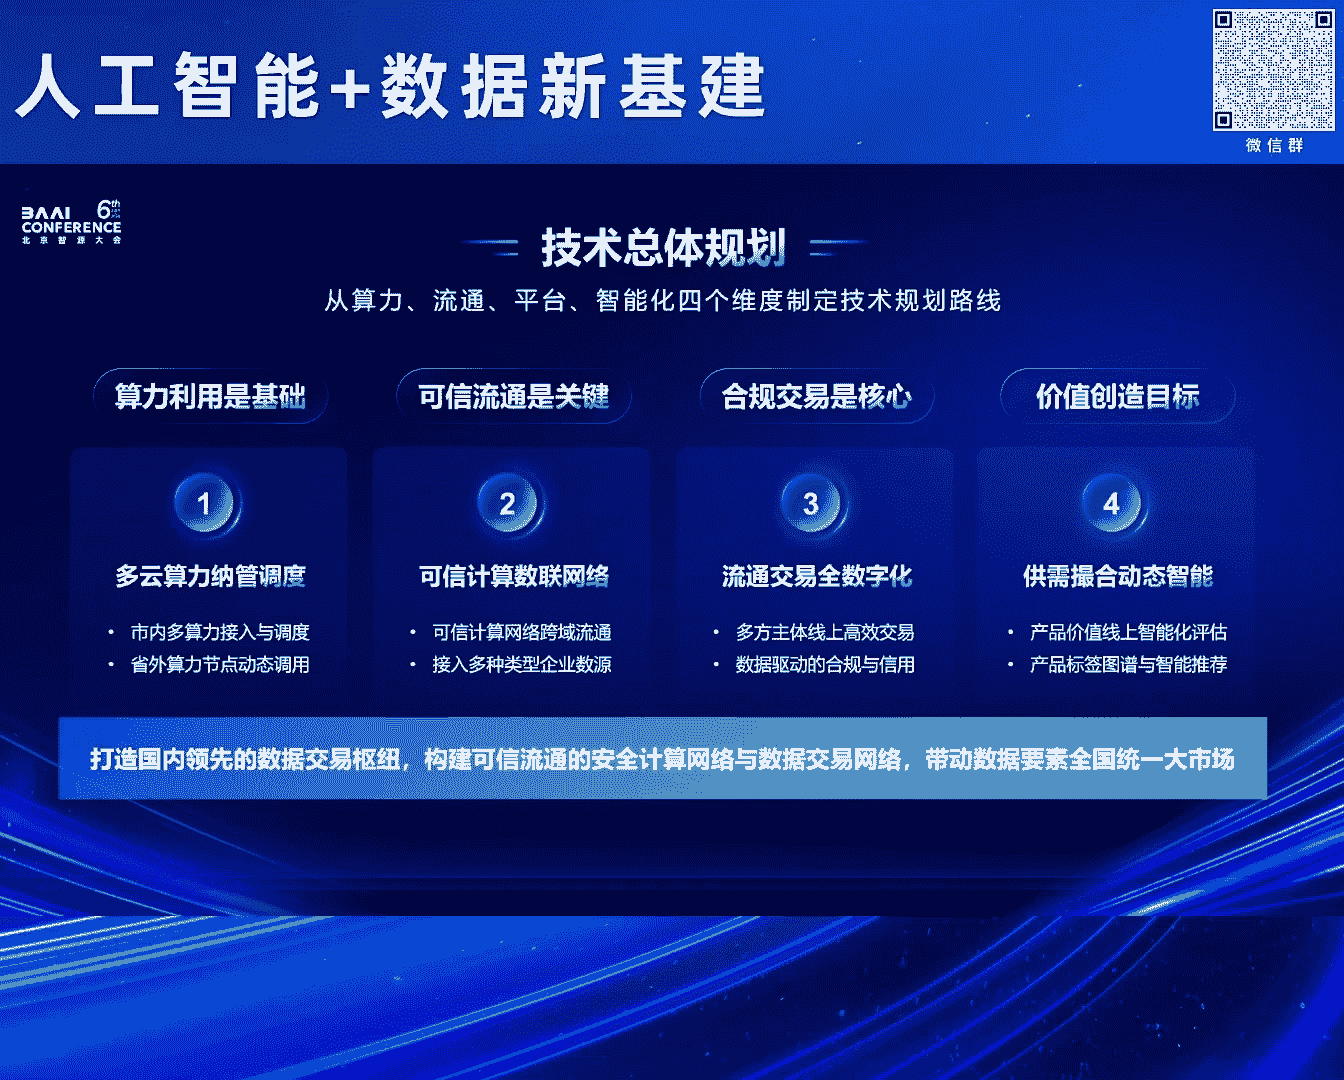 人工智能+数据新基建
微信群
BAAI 6th
CONFERENCE
北京智源大会
技术总体规划
从算力、流通、平台、智能化四个维度制定技术规划路线
算力利用是基础
可信流通是关键
合规交易是核心
价值创造目标
1
多云算力纳管调度
• 市内多算力接入与调度
• 省外算力节点动态调用
2
可信计算数联网络
• 可信计算网络跨域流通
• 接入多种类型企业数源
3
流通交易全数字化
• 多方主体线上高效交易
• 数据驱动的合规与信用
4
供需撮合动态智能
• 产品价值线上智能化评估
• 产品标签图谱与智能推荐
打造国内领先的数据交易枢纽，构建可信流通的安全计算网络与数据交易网络，带动数据要素全国统一大市场